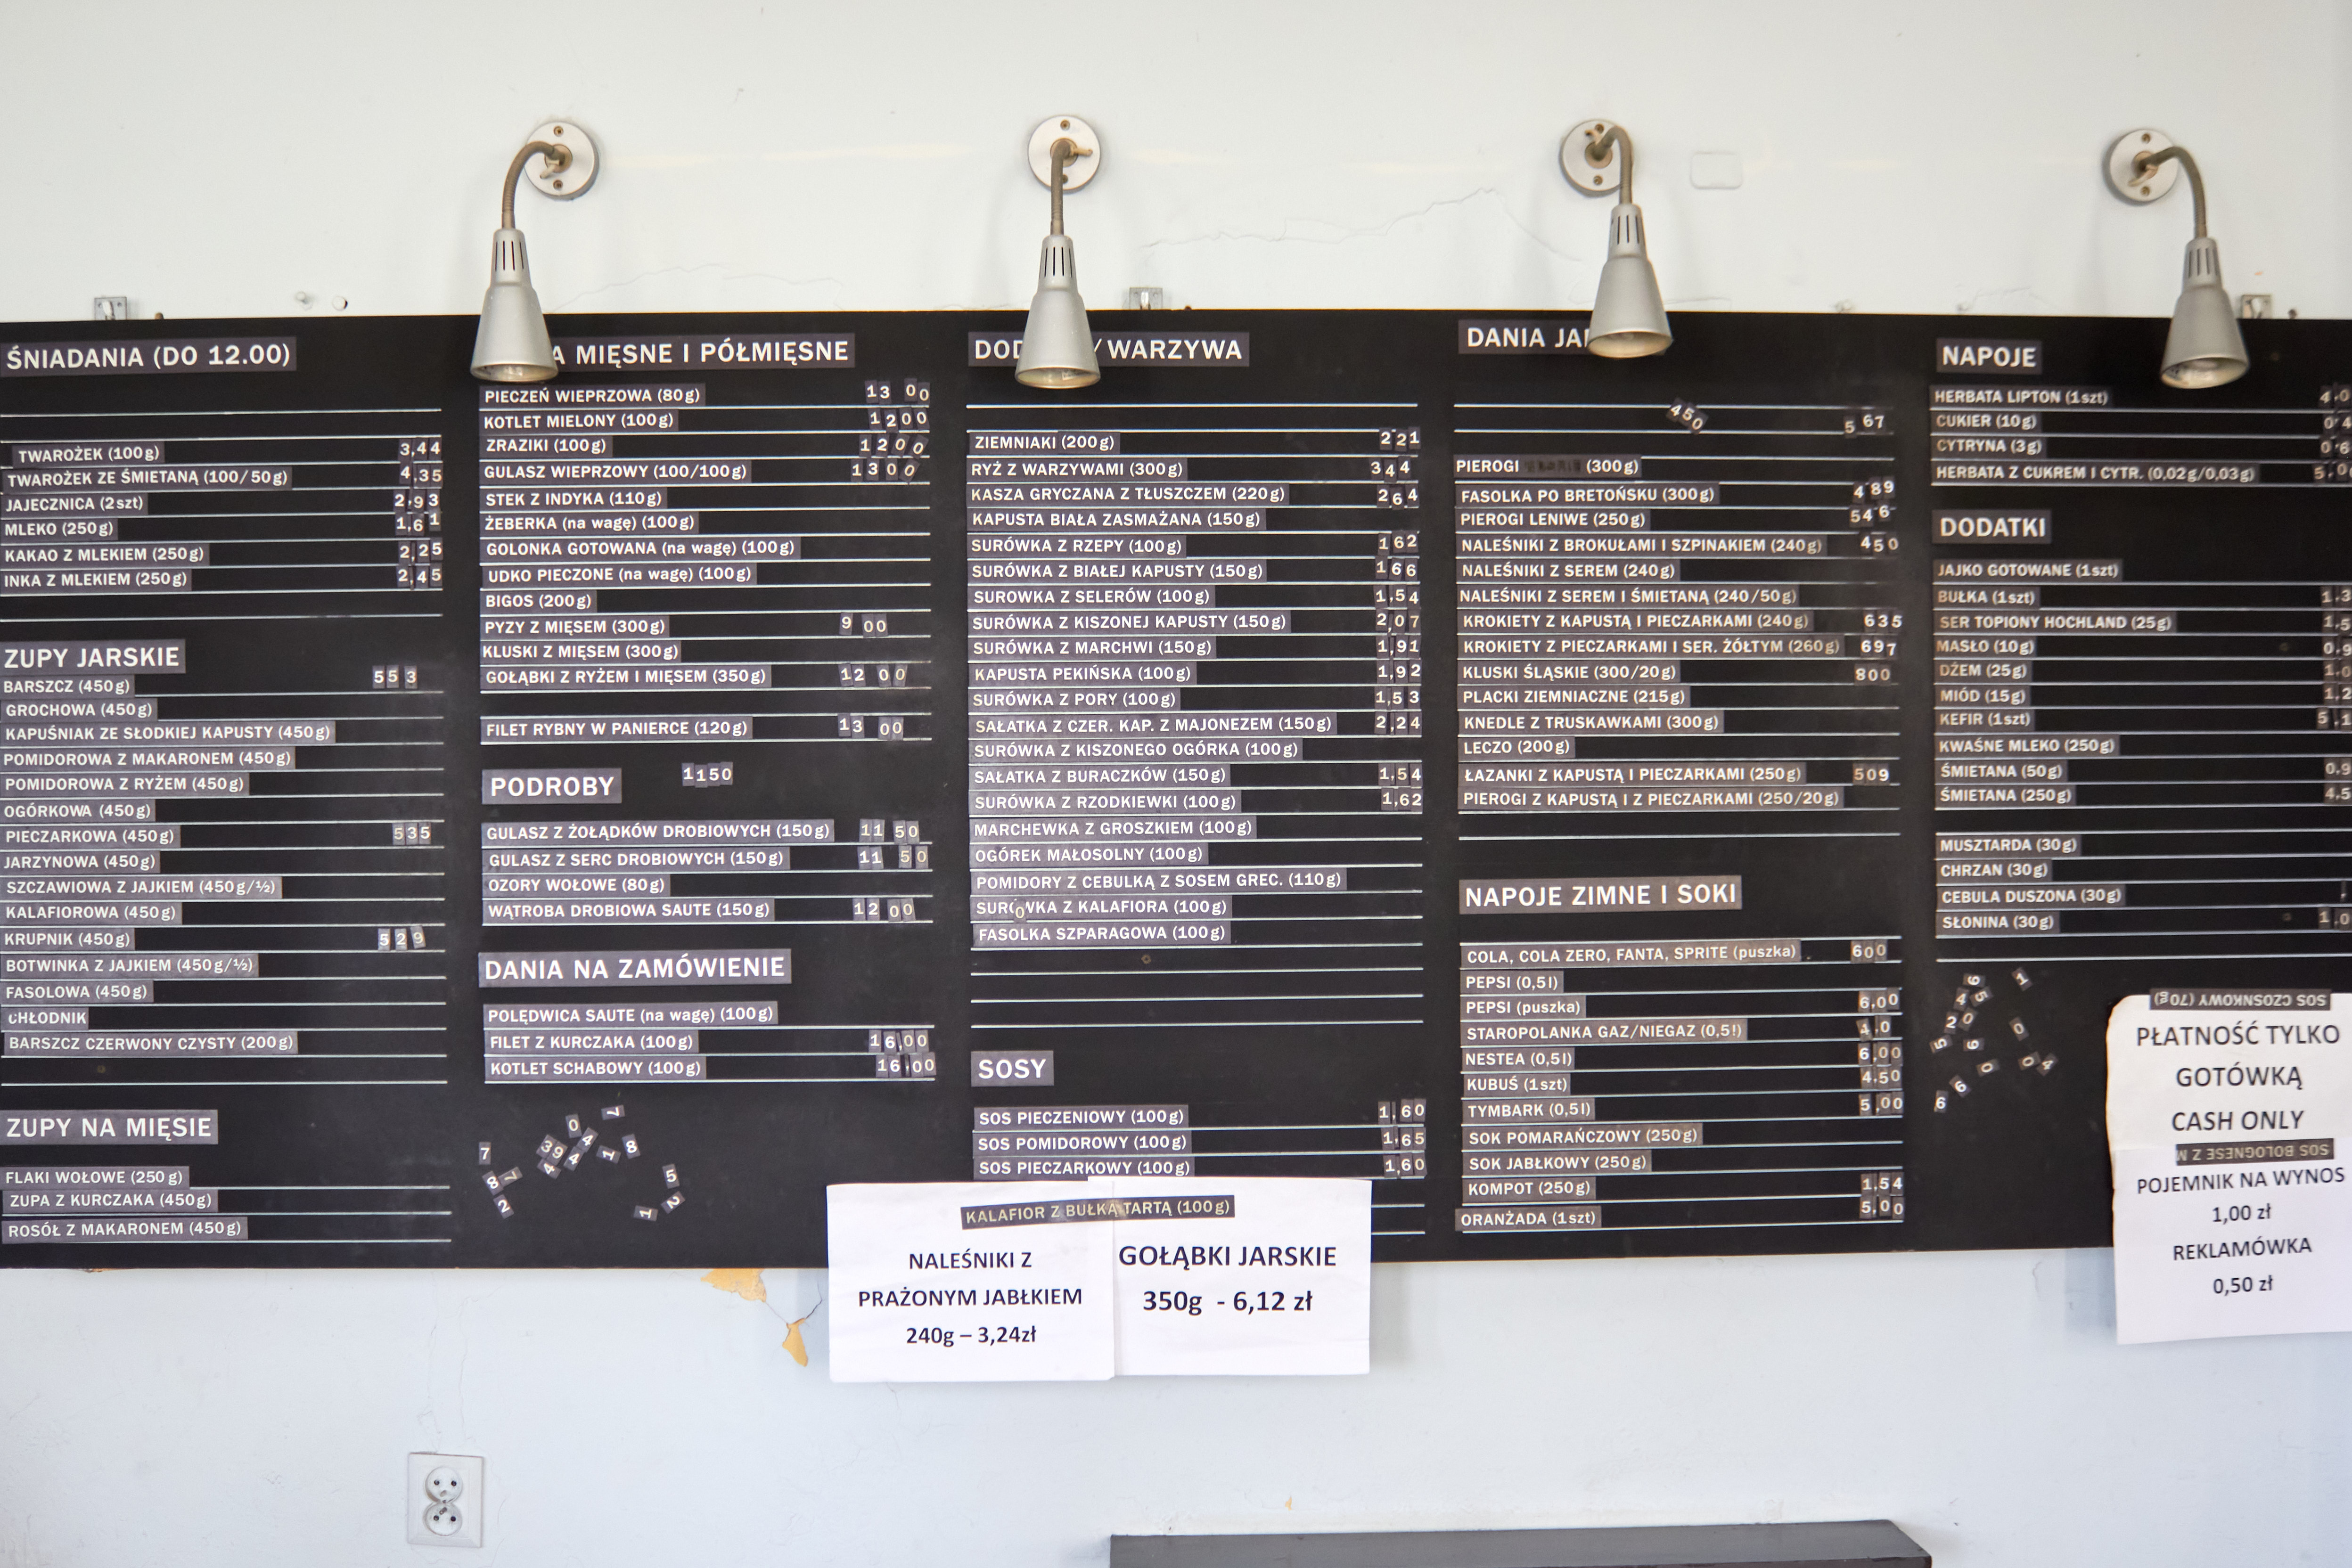 ŚNIADANIA (DO 12.00)
TWAROŻEK (100g) 3,44
TWAROŻEK ZE ŚMIETANĄ (100/50g) 4,35
JAJECZNICA (2szt) 2,93
MLEKO (250g) 1,61
KAKAO Z MLEKIEM (250g) 2,25
INKA Z MLEKIEM (250g) 2,45
ZUPY JARSKIE
BARSZCZ (450g) 553
GROCHOWA (450g)
KAPUŚNIAK ZE SŁODKIEJ KAPUSTY (450g)
POMIDOROWA Z MAKARONEM (450g)
POMIDOROWA Z RYŻEM (450g)
OGÓRKOWA (450g)
PIECZARKOWA (450g) 535
JARZYNOWA (450g)
SZCZAWIOWA Z JAJKIEM (450g/½)
KALAFIOROWA (450g)
KRUPNIK (450g) 529
BOTWINKA Z JAJKIEM (450g/½)
FASOLOWA (450g)
CHŁODNIK
BARSZCZ CZERWONY CZYSTY (200g)
ZUPY NA MIĘSIE
FLAKI WOŁOWE (250g)
ZUPA Z KURCZAKA (450g)
ROSÓŁ Z MAKARONEM (450g)
MIĘSNE I PÓŁMIĘSNE
PIECZEŃ WIEPRZOWA (80g) 13 00
KOTLET MIELONY (100g) 1200
ZRAZIKI (100g) 1200
GULASZ WIEPRZOWY (100/100g) 1300
STEK Z INDYKA (110g)
ŻEBERKA (na wagę) (100g)
GOLONKA GOTOWANA (na wagę) (100g)
UDKO PIECZONE (na wagę) (100g)
BIGOS (200g)
PYZY Z MIĘSEM (300g) 9 00
KLUSKI Z MIĘSEM (300g)
GOŁĄBKI Z RYŻEM I MIĘSEM (350g) 12 00
FILET RYBNY W PANIERCE (120g) 13 00
PODROBY 1150
GULASZ Z ŻOŁĄDKÓW DROBIOWYCH (150g) 11 50
GULASZ Z SERC DROBIOWYCH (150g) 11 50
OZORY WOŁOWE (80g)
WĄTROBA DROBIOWA SAUTE (150g) 12 00
DANIA NA ZAMÓWIENIE
POLĘDWICA SAUTE (na wagę) (100g)
FILET Z KURCZAKA (100g) 16,00
KOTLET SCHABOWY (100g) 16,00
WARZYWA
ZIEMNIAKI (200g) 221
RYŻ Z WARZYWAMI (300g) 344
KASZA GRYCZANA Z TŁUSZCZEM (220g) 264
KAPUSTA BIAŁA ZASMAŻANA (150g)
SURÓWKA Z RZEPY (100g) 162
SURÓWKA Z BIAŁEJ KAPUSTY (150g) 166
SUROWKA Z SELERÓW (100g) 1,54
SURÓWKA Z KISZONEJ KAPUSTY (150g) 2,07
SURÓWKA Z MARCHWI (150g) 1,91
KAPUSTA PEKIŃSKA (100g) 1,92
SURÓWKA Z PORY (100g) 1,53
SAŁATKA Z CZER. KAP. Z MAJONEZEM (150g) 2,24
SURÓWKA Z KISZONEGO OGÓRKA (100g)
SAŁATKA Z BURACZKÓW (150g) 1,54
SURÓWKA Z RZODKIEWKI (100g) 1,62
MARCHEWKA Z GROSZKIEM (100g)
OGÓREK MAŁOSOLNY (100g)
POMIDORY Z CEBULKĄ Z SOSEM GREC. (110g)
SURÓWKA Z KALAFIORA (100g)
FASOLKA SZPARAGOWA (100g)
SOSY
SOS PIECZENIOWY (100g) 1,60
SOS POMIDOROWY (100g) 1,65
SOS PIECZARKOWY (100g) 1,60
KALAFIOR Z BUŁKĄ TARTĄ (100g)
NALEŚNIKI Z
PRAŻONYM JABŁKIEM
240g – 3,24zł
GOŁĄBKI JARSKIE
350g - 6,12 zł
DANIA
450
567
PIEROGI (300g)
FASOLKA PO BRETOŃSKU (300g) 489
PIEROGI LENIWE (250g) 546
NALEŚNIKI Z BROKUŁAMI I SZPINAKIEM (240g) 450
NALEŚNIKI Z SEREM (240g)
NALEŚNIKI Z SEREM I ŚMIETANĄ (240/50g)
KROKIETY Z KAPUSTĄ I PIECZARKAMI (240g) 635
KROKIETY Z PIECZARKAMI I SER. ŻÓŁTYM (260g) 697
KLUSKI ŚLĄSKIE (300/20g) 800
PLACKI ZIEMNIACZNE (215g)
KNEDLE Z TRUSKAWKAMI (300g)
LECZO (200g)
ŁAZANKI Z KAPUSTĄ I PIECZARKAMI (250g) 509
PIEROGI Z KAPUSTĄ I Z PIECZARKAMI (250/20g)
NAPOJE ZIMNE I SOKI
COLA, COLA ZERO, FANTA, SPRITE (puszka) 600
PEPSI (0,5l)
PEPSI (puszka) 6,00
STAROPOLANKA GAZ/NIEGAZ (0,5l) 4,0
NESTEA (0,5l) 6,00
KUBUŚ (1szt) 4,50
TYMBARK (0,5l) 5,00
SOK POMARAŃCZOWY (250g)
SOK JABŁKOWY (250g)
KOMPOT (250g) 1,54
ORANŻADA (1szt) 5,00
NAPOJE
HERBATA LIPTON (1szt)
CUKIER (10g)
CYTRYNA (3g)
HERBATA Z CUKREM I CYTR. (0,02g/0,03g)
DODATKI
JAJKO GOTOWANE (1szt)
BUŁKA (1szt)
SER TOPIONY HOCHLAND (25g)
MASŁO (10g)
DŻEM (25g)
MIÓD (15g)
KEFIR (1szt)
KWAŚNE MLEKO (250g)
ŚMIETANA (50g)
ŚMIETANA (250g)
MUSZTARDA (30g)
CHRZAN (30g)
CEBULA DUSZONA (30g)
SŁONINA (30g)
SOS CZOSNKOWY (70g)
PŁATNOŚĆ TYLKO
GOTÓWKĄ
CASH ONLY
SOS BOLOGNESE Z M
POJEMNIK NA WYNOS
1,00 zł
REKLAMÓWKA
0,50 zł